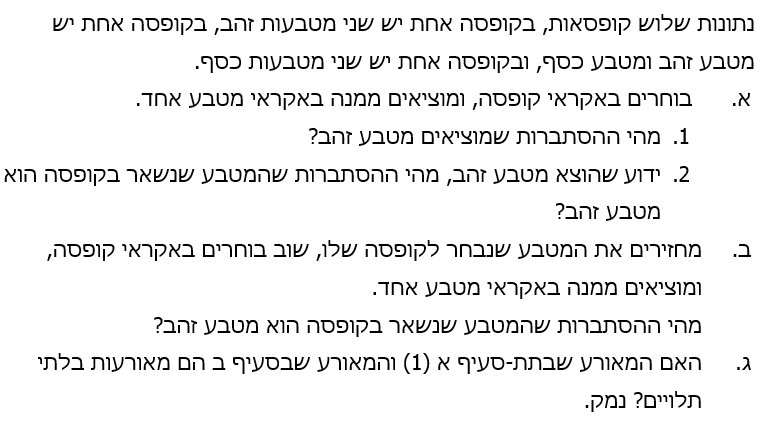 נתונות שלוש קופסאות, בקופסה אחת יש שני מטבעות זהב, בקופסה אחת יש
מטבע זהב ומטבע כסף, ובקופסה אחת יש שני מטבעות כסף.
א. בוחרים באקראי קופסה, ומוציאים ממנה באקראי מטבע אחד.
1. מהי ההסתברות שמוציאים מטבע זהב?
2. ידוע שהוצא מטבע זהב, מהי ההסתברות שהמטבע שנשאר בקופסה הוא
מטבע זהב?
ב. מחזירים את המטבע שנבחר לקופסה שלו, שוב בוחרים באקראי קופסה,
ומוציאים ממנה באקראי מטבע אחד.
מהי ההסתברות שהמטבע שנשאר בקופסה הוא מטבע זהב?
ג. האם המאורע שבתת-סעיף א (1) והמאורע שבסעיף ב הם מאורעות בלתי
תלויים? נמק.